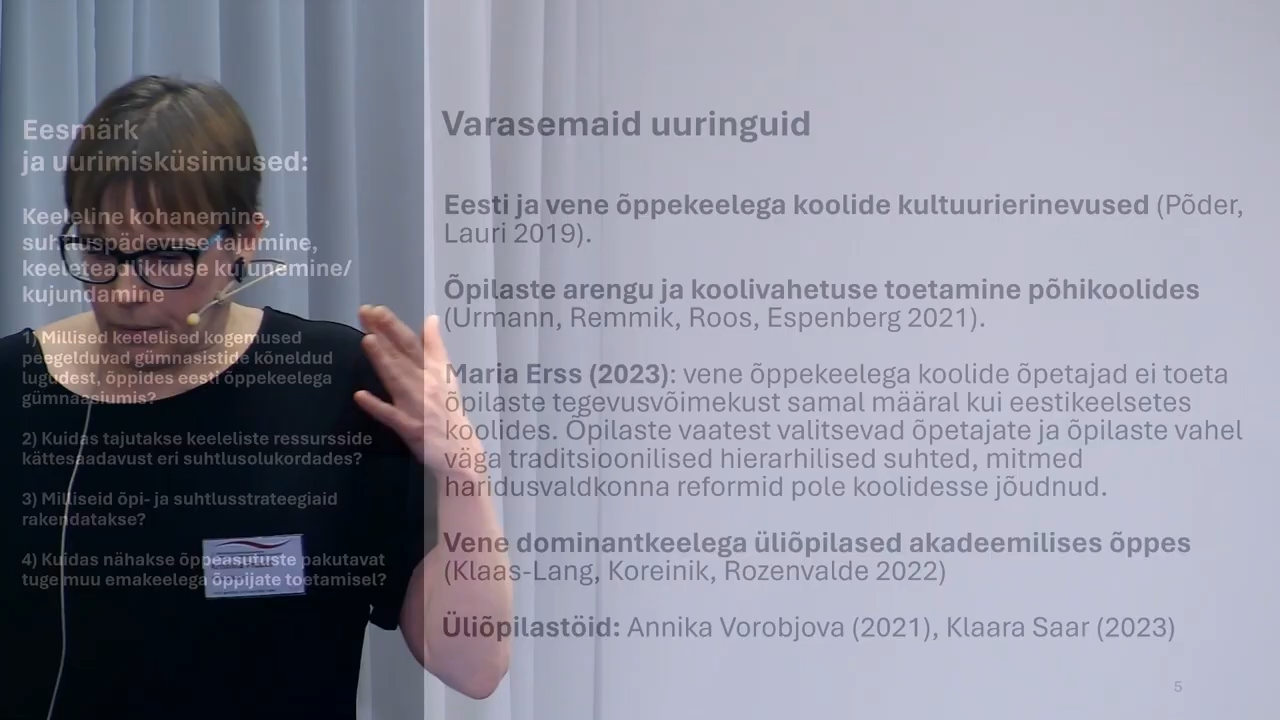 Eesmärk
ja uurimisküsimused:
Keeleline kohanemine,
suhtluspädevuse tajumine,
keeleteadlikkuse kujunemine/
kujundamine
1) Millised keelelised kogemused
peegelduvad gümnasistide kõneldud
lugudest, õppides eesti õppekeelega
gümnaasiumis?
2) Kuidas tajutakse keeleliste ressursside
kättesaadavust eri suhtlusolukordades?
3) Milliseid õpi- ja suhtlusstrateegiaid
rakendatakse?
4) Kuidas nähakse õppeasutuste pakutavat
tuge muu emakeelega õppijate toetamisel?
Varasemaid uuringuid
Eesti ja vene õppekeelega koolide kultuurierinevused (Põder,
Lauri 2019).
Õpilaste arengu ja koolivahetuse toetamine põhikoolides
(Urmann, Remmik, Roos, Espenberg 2021).
Maria Erss (2023): vene õppekeelega koolide õpetajad ei toeta
õpilaste tegevusvõimekust samal määral kui eestikeelsetes
koolides. Õpilaste vaatest valitsevad õpetajate ja õpilaste vahel
väga traditsioonilised hierarhilised suhted, mitmed
haridusvaldkonna reformid pole koolidesse jõudnud.
Vene dominantkeelega üliõpilased akadeemilises õppes
(Klaas-Lang, Koreinik, Rozenvalde 2022)
Üliõpilastöid: Annika Vorobjova (2021), Klaara Saar (2023)
5